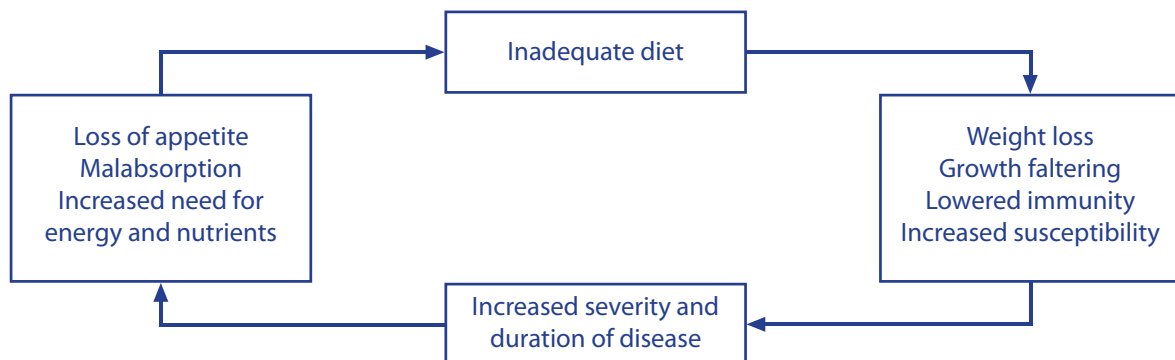 Inadequate diet
Loss of appetite
Malabsorption
Increased need for
energy and nutrients
Weight loss
Growth faltering
Lowered immunity
Increased susceptibility
Increased severity and
duration of disease